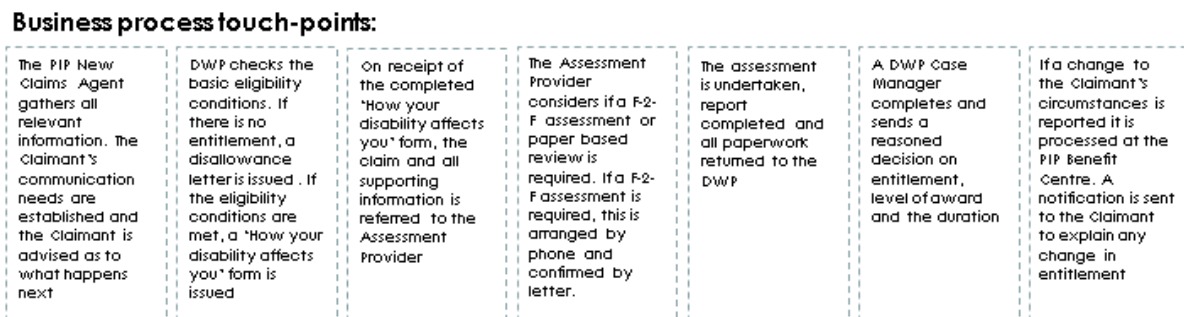 Business process touch-points:
The PIP New
Claims Agent
gathers all
relevant
information. The
Claimant's
communication
needs are
established and
the Claimant is
advised as to
what happens
next
DWP checks the
basic eligibility
conditions. If
there is no
entitlement, a
disallowance
letter is issued . If
the eligibility
conditions are
met, a 'How your
disability affects
you' form is
issued
On receipt of
the completed
'How your
disability affects
you' form, the
claim and all
supporting
information is
referred to the
Assessment
Provider
The Assessment
Provider
considers if a F-2-
F assessment or
paper based
review is
required. If a F-2-
F assessment is
required, this is
arranged by
phone and
confirmed by
letter.
The assessment
is undertaken,
report
completed and
all paperwork
returned to the
DWP
A DWP Case
Manager
completes and
sends a
reasoned
decision on
entitlement,
level of award
and the duration
If a change to
the Claimant's
circumstances is
reported it is
processed at the
PIP Benefit
Centre. A
notification is sent
to the Claimant
to explain any
change in
entitlement